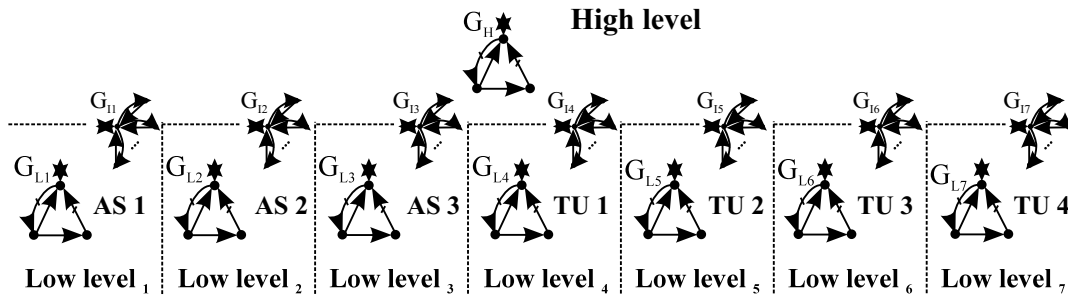 G_H High level
G_I1 G_I2 G_I3 G_I4 G_I5 G_I6 G_I7
G_L1 G_L2 G_L3 G_L4 G_L5 G_L6 G_L7
AS 1 AS 2 AS 3 TU 1 TU 2 TU 3 TU 4
Low level 1 Low level 2 Low level 3 Low level 4 Low level 5 Low level 6 Low level 7